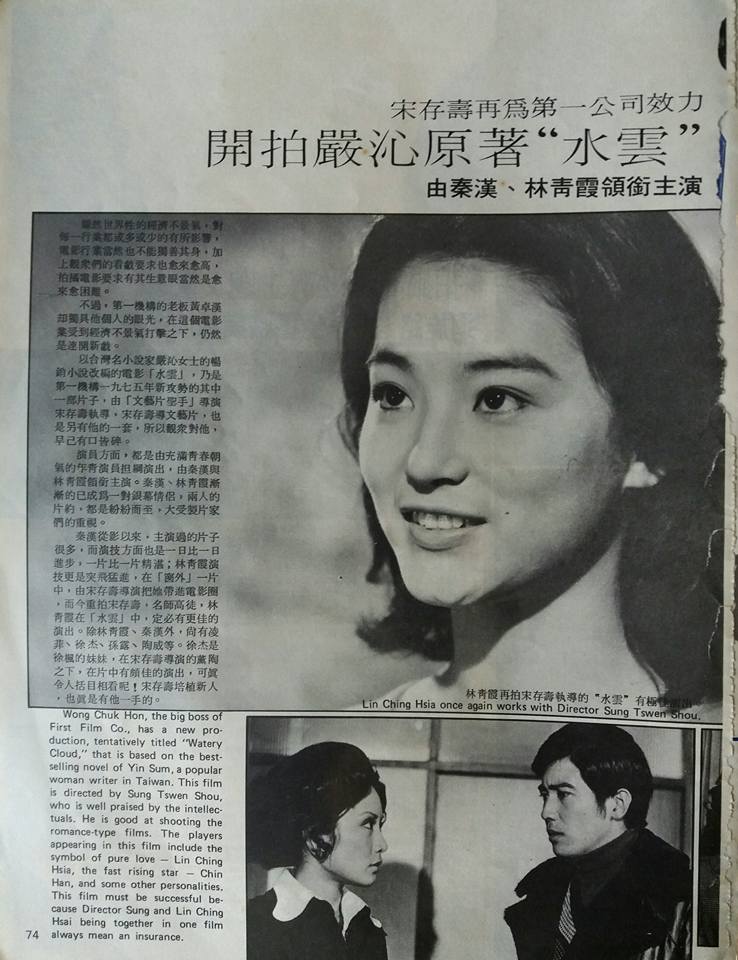 宋存壽再爲第一公司效力
開拍嚴沁原著“水雲”
由秦漢、林靑霞領銜主演
雖然世界性的經濟不景氣，對
每一行業都或多或少的有所影響，
電影行業當然也不能獨善其身，加
上觀衆們的看戲要求也愈來愈高，
拍攝電影要求有其生意眼當然是愈
來愈困難。
不過，第一機構的老板黃卓漢
却獨具他個人的眼光，在這個電影
業受到經濟不景氣打擊之下，仍然
是連開新戲。
以台灣名小說家嚴沁女士的暢
銷小說改編的電影「水雲」，乃是
第一機構一九七五年新攻勢的其中
一部片子，由「文藝片聖手」導演
宋存壽執導，宋存壽導文藝片，也
是另有他的一套，所以觀衆對他，
早已有口皆碑。
演員方面，都是由充滿靑春朝
氣的年靑演員担綱演出，由秦漢與
林靑霞領銜主演。秦漢、林靑霞漸
漸的已成爲一對銀幕情侶，兩人的
片約，都是紛紛而至，大受製片家
們的重視。
秦漢從影以來，主演過的片子
很多，而演技方面也是一日比一日
進步，一片比一片精湛；林靑霞演
技更是突飛猛進，在「窗外」一片
中，由宋存壽導演把她帶進電影圈
，而今重拍宋存壽，名師高徒，林
靑霞在「水雲」中，定必有更佳的
演出。除林靑霞、秦漢外，尙有凌
菲、徐杰、孫露、陶威等。徐杰是
徐楓的妹妹，在宋存壽導演的薰陶
之下，在片中有頗佳的演出，可眞
令人括目相看呢！宋存壽培植新人
，也眞是有他一手的。
林靑霞再拍宋存壽執導的“水雲”有極佳演出
Lin Ching Hsia once again works with Director Sung Tswen Shou.
Wong Chuk Hon, the big boss of
First Film Co., has a new pro-
duction, tentatively titled “Watery
Cloud,” that is based on the best-
selling novel of Yin Sum, a popular
woman writer in Taiwan. This film
is directed by Sung Tswen Shou,
who is well praised by the intellec-
tuals. He is good at shooting the
romance-type films. The players
appearing in this film include the
symbol of pure love — Lin Ching
Hsia, the fast rising star — Chin
Han, and some other personalities.
This film must be successful be-
cause Director Sung and Lin Ching
Hsai being together in one film
always mean an insurance.
74